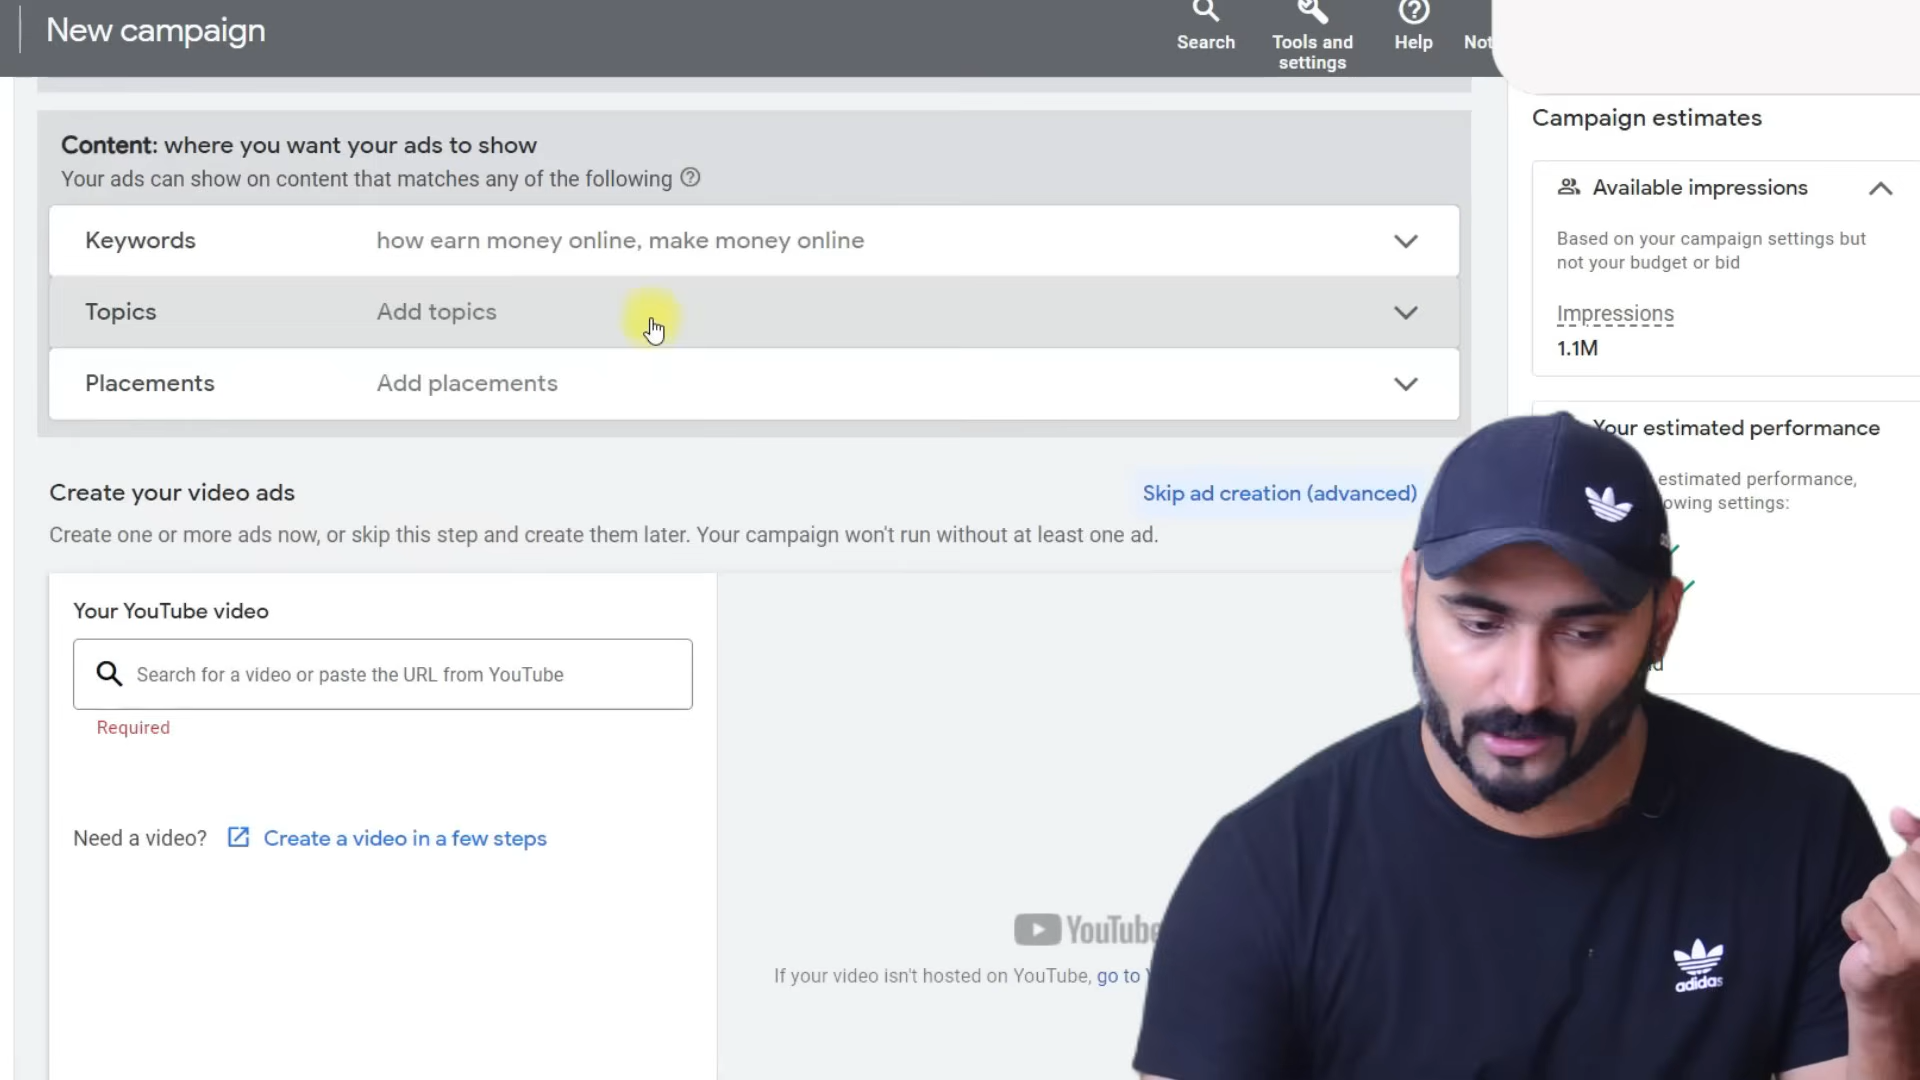 New campaign
Search
Tools and
settings
Help
Not
Content: where you want your ads to show
Your ads can show on content that matches any of the following
Keywords
how earn money online, make money online
Topics
Add topics
Placements
Add placements
Create your video ads
Skip ad creation (advanced)
Create one or more ads now, or skip this step and create them later. Your campaign won't run without at least one ad.
Your YouTube video
Search for a video or paste the URL from YouTube
Required
Need a video?
Create a video in a few steps
YouTube
If your video isn't hosted on YouTube, go to
Campaign estimates
Available impressions
Based on your campaign settings but
not your budget or bid
Impressions
1.1M
Your estimated performance
estimated performance,
settings:
adidas